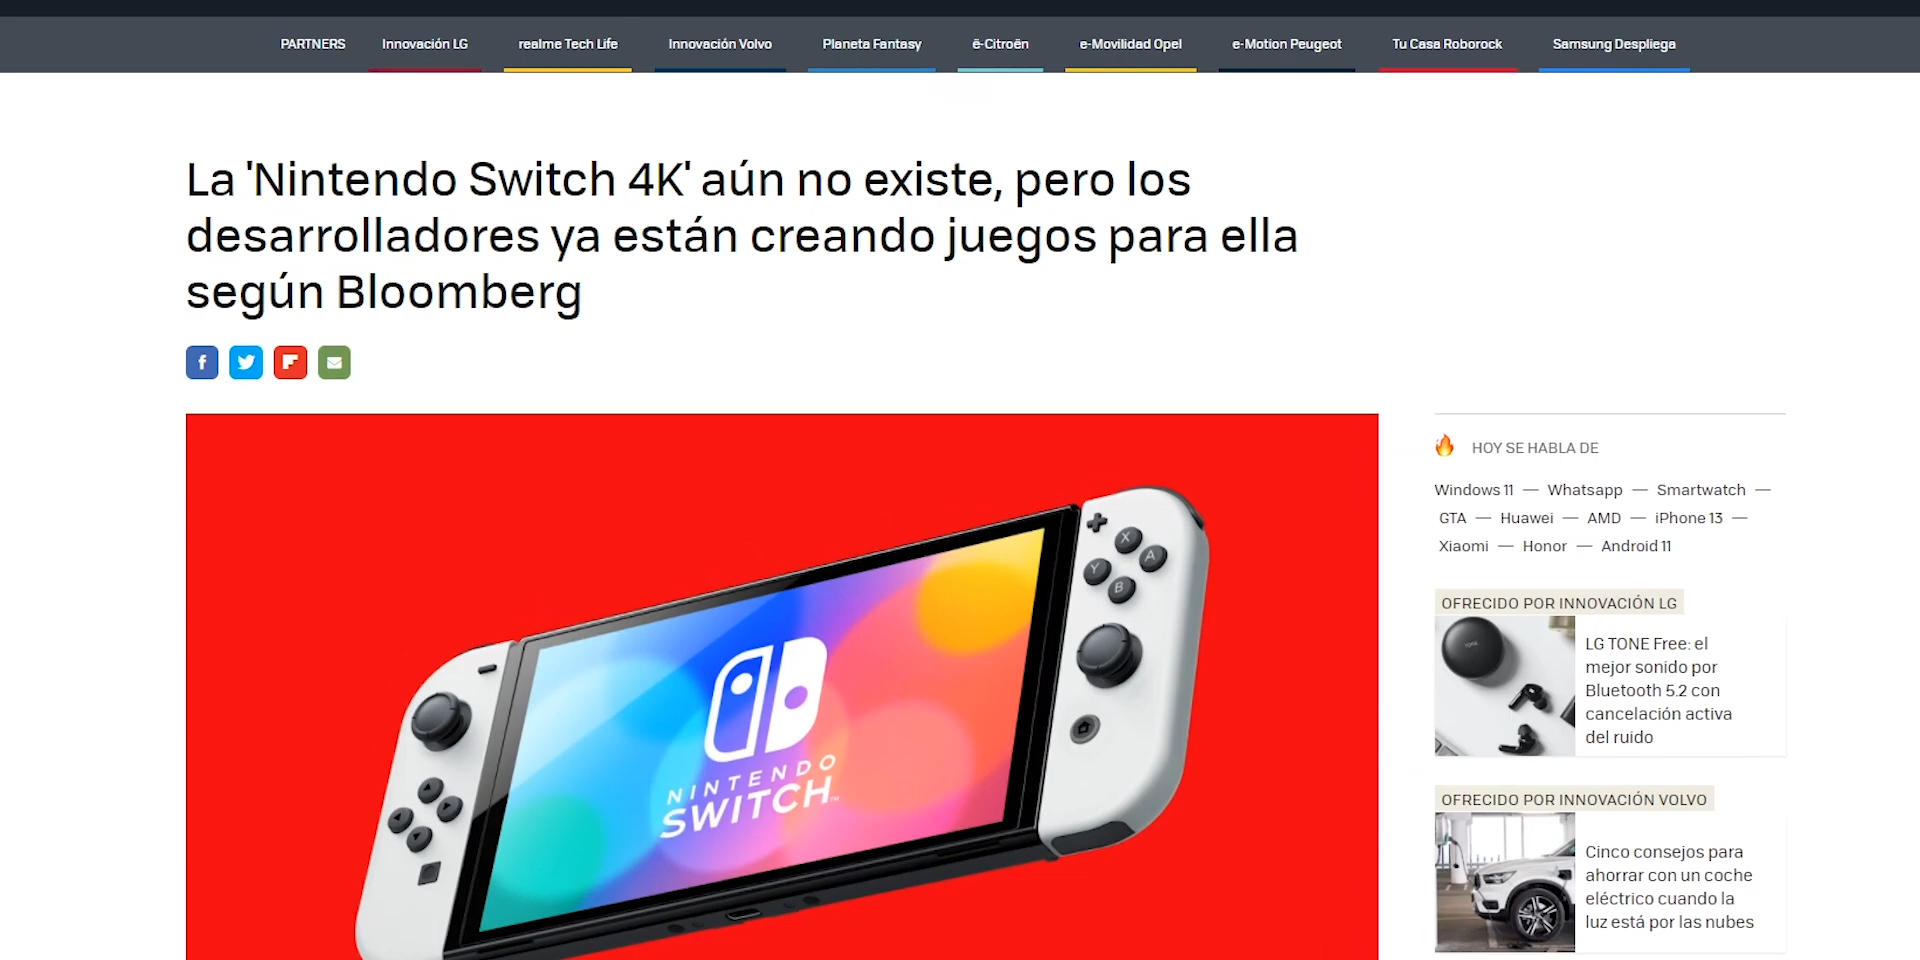 PARTNERS Innovación LG realme Tech Life Innovación Volvo Planeta Fantasy ë-Citroën e-Movilidad Opel e-Motion Peugeot Tu Casa Roborock Samsung Despliega
La 'Nintendo Switch 4K' aún no existe, pero los
desarrolladores ya están creando juegos para ella
según Bloomberg
NINTENDO
SWITCH
X
A
Y
B
HOY SE HABLA DE
Windows 11 — Whatsapp — Smartwatch —
GTA — Huawei — AMD — iPhone 13 —
Xiaomi — Honor — Android 11
OFRECIDO POR INNOVACIÓN LG
LG TONE Free: el
mejor sonido por
Bluetooth 5.2 con
cancelación activa
del ruido
OFRECIDO POR INNOVACIÓN VOLVO
Cinco consejos para
ahorrar con un coche
eléctrico cuando la
luz está por las nubes